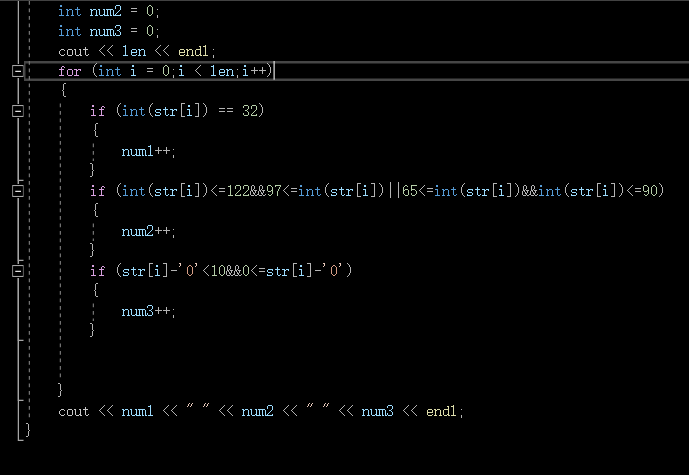 int num2 = 0;
int num3 = 0;
cout << len << endl;
for (int i = 0;i < len;i++)
{
if (int(str[i]) == 32)
{
num1++;
}
if (int(str[i])<=122&&97<=int(str[i])||65<=int(str[i])&&int(str[i])<=90)
{
num2++;
}
if (str[i]-'0'<10&&0<=str[i]-'0')
{
num3++;
}
}
cout << num1 << " " << num2 << " " << num3 << endl;
}